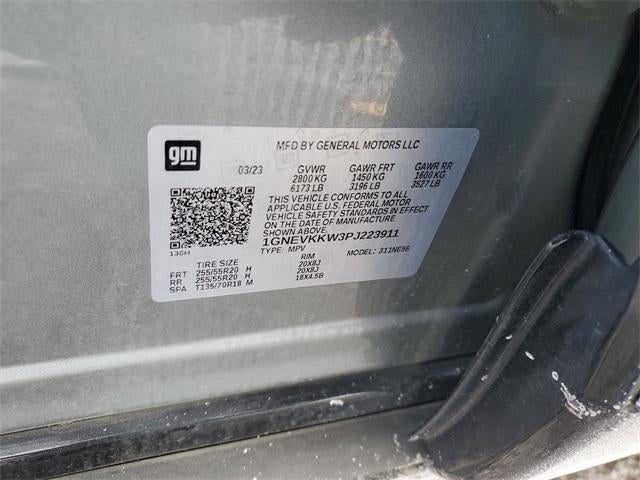 gm
MFD BY GENERAL MOTORS LLC
03/23 GVWR GAWR FRT GAWR RR
2800 KG 1450 KG 1600 KG
6173 LB 3196 LB 3527 LB
THIS VEHICLE CONFORMS TO ALL
APPLICABLE U.S. FEDERAL MOTOR
VEHICLE SAFETY STANDARDS IN EFFECT
ON THE DATE OF MANUFACTURE
SHOWN ABOVE.
1GNEVKKW3PJ223911
130H TYPE: MPV MODEL: 311NE56
TIRE SIZE RIM
FRT 255/55R20 H 20X8J
RR 255/55R20 H 20X8J
SPA T135/70R18 M 18X4.5B